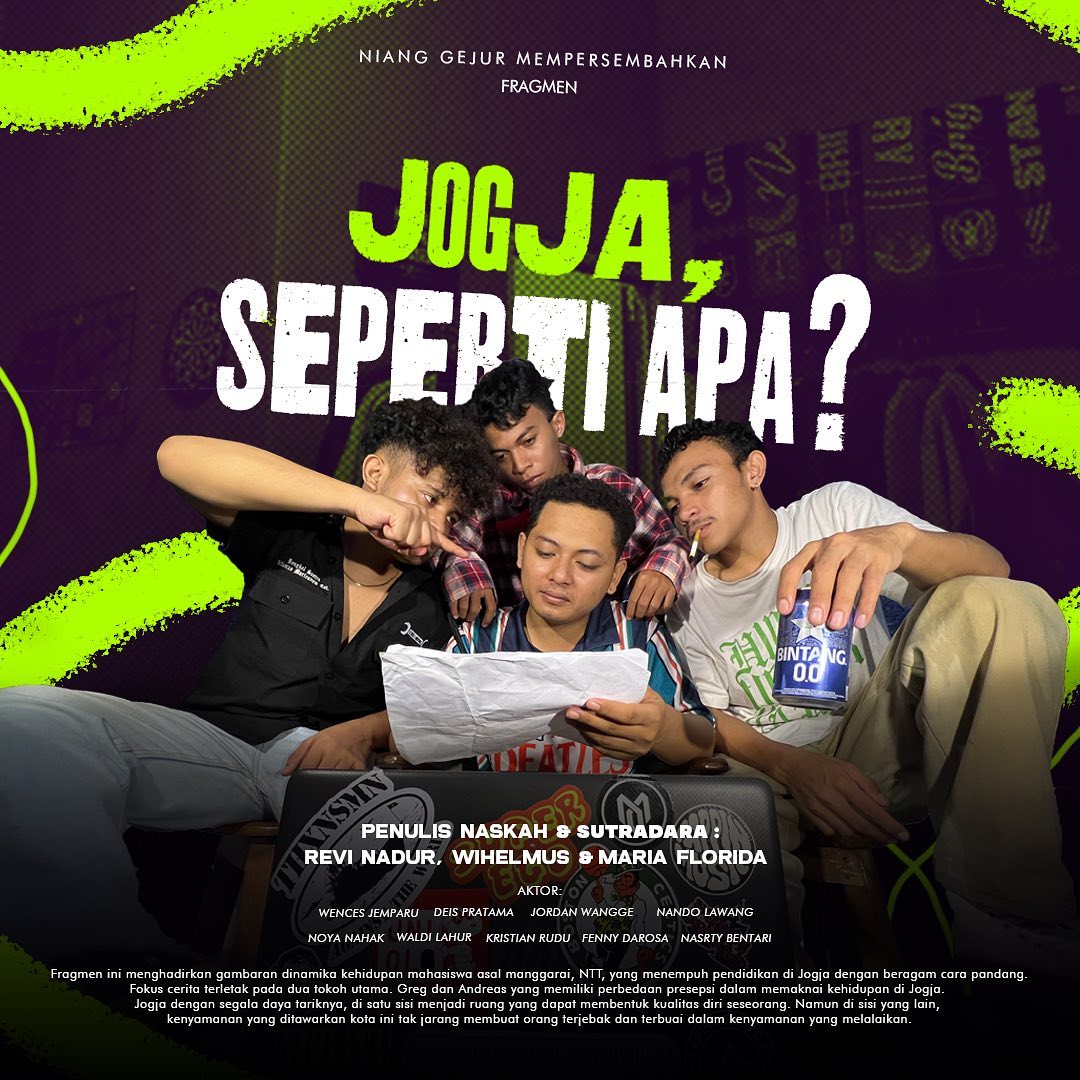 NIANG GEJUR MEMPERSEMBAHKAN
FRAGMEN
JOGJA,
SEPERTI APA?
BINTANG
0.0
PENULIS NASKAH & SUTRADARA :
REVI NADUR, WIHELMUS & MARIA FLORIDA
AKTOR:
WENCES JEMPARU DEIS PRATAMA JORDAN WANGGE NANDO LAWANG
NOYA NAHAK WALDI LAHUR KRISTIAN RUDU FENNY DAROSA NASRTY BENTARI
Fragmen ini menghadirkan gambaran dinamika kehidupan mahasiswa asal manggarai, NTT, yang menempuh pendidikan di Jogja dengan beragam cara pandang.
Fokus cerita terletak pada dua tokoh utama. Greg dan Andreas yang memiliki perbedaan presepsi dalam memaknai kehidupan di Jogja.
Jogja dengan segala daya tariknya, di satu sisi menjadi ruang yang dapat membentuk kualitas diri seseorang. Namun di sisi yang lain,
kenyamanan yang ditawarkan kota ini tak jarang membuat orang terjebak dan terbuai dalam kenyamanan yang melalaikan.